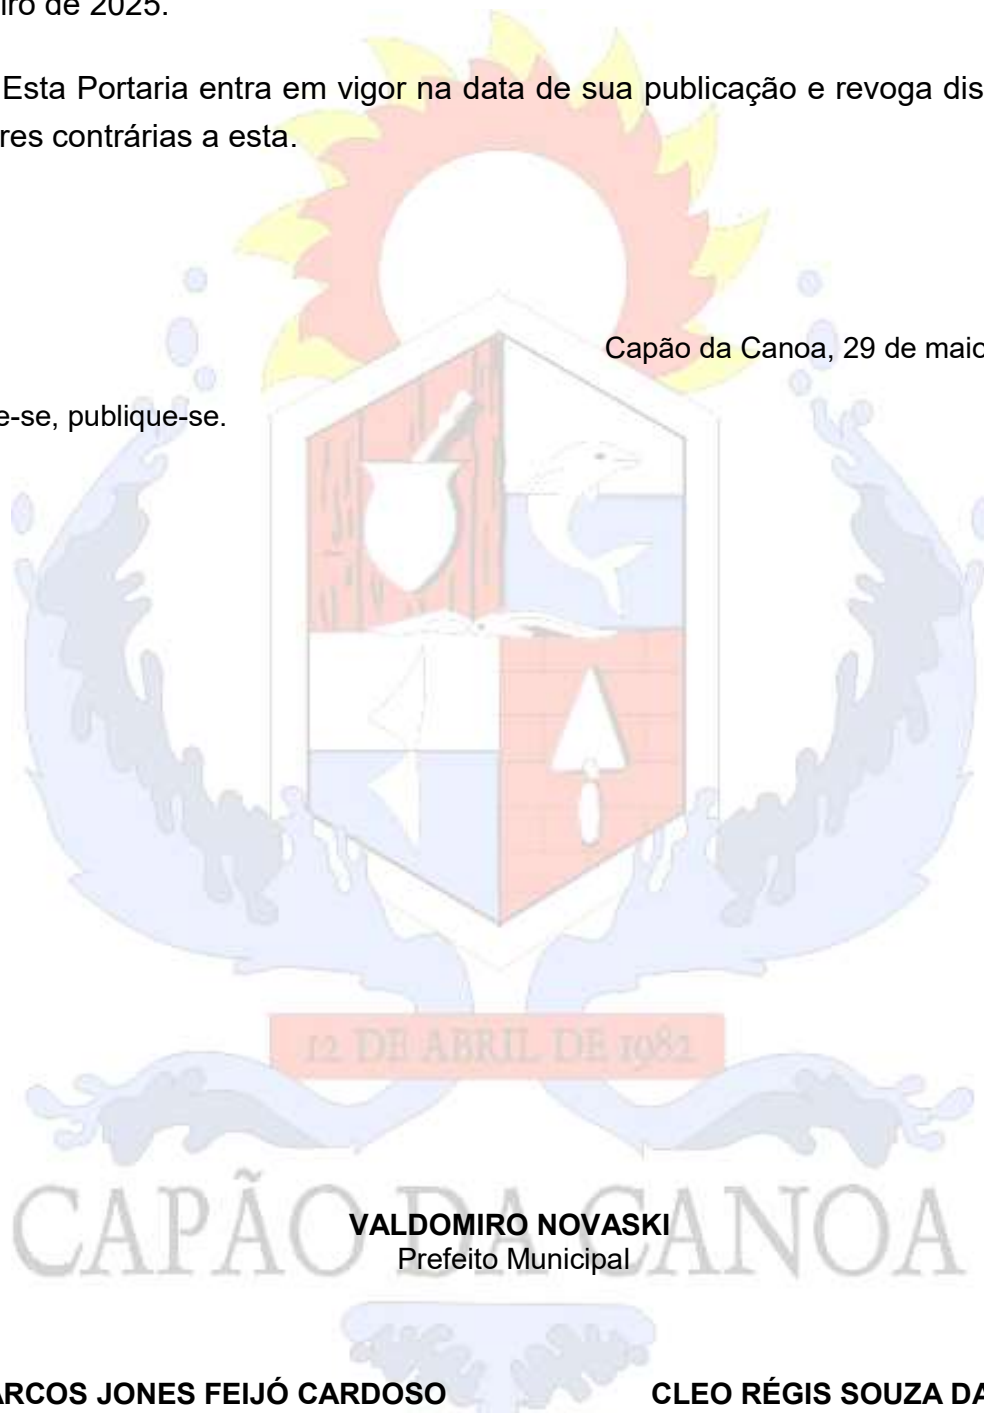 iro de 2025.
Esta Portaria entra em vigor na data de sua publicação e revoga dis
res contrárias a esta.
Capão da Canoa, 29 de maio
e-se, publique-se.
12 DE ABRIL DE 1982
CAPÃO DA CANOA
VALDOMIRO NOVASKI
Prefeito Municipal
ARCOS JONES FEIJÓ CARDOSO CLEO RÉGIS SOUZA DA